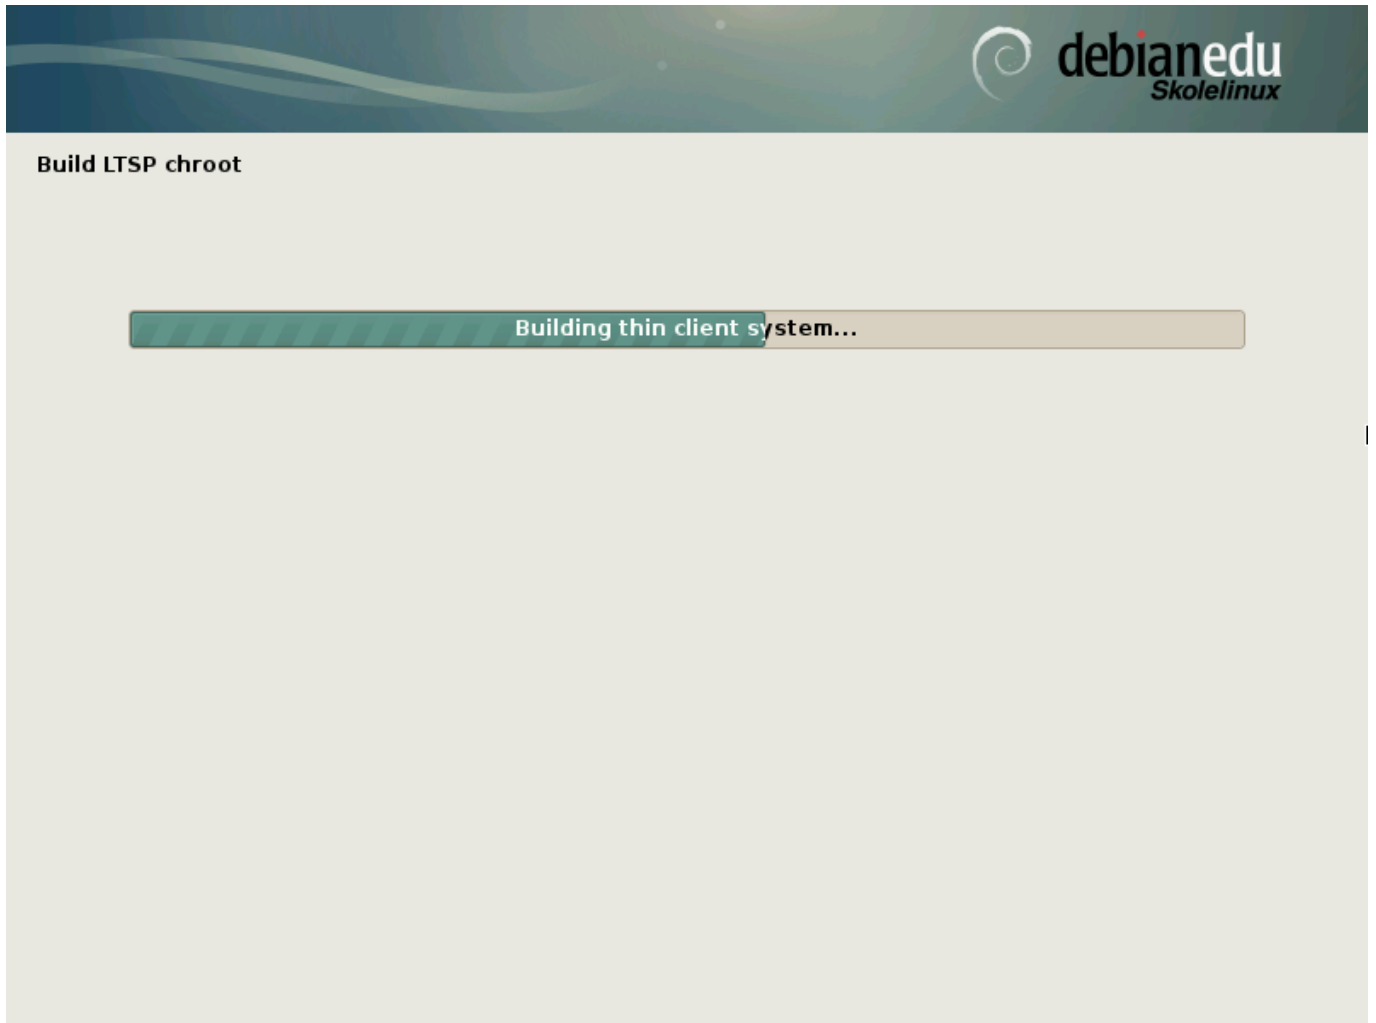 debianedu
Skolelinux
Build LTSP chroot
Building thin client system...